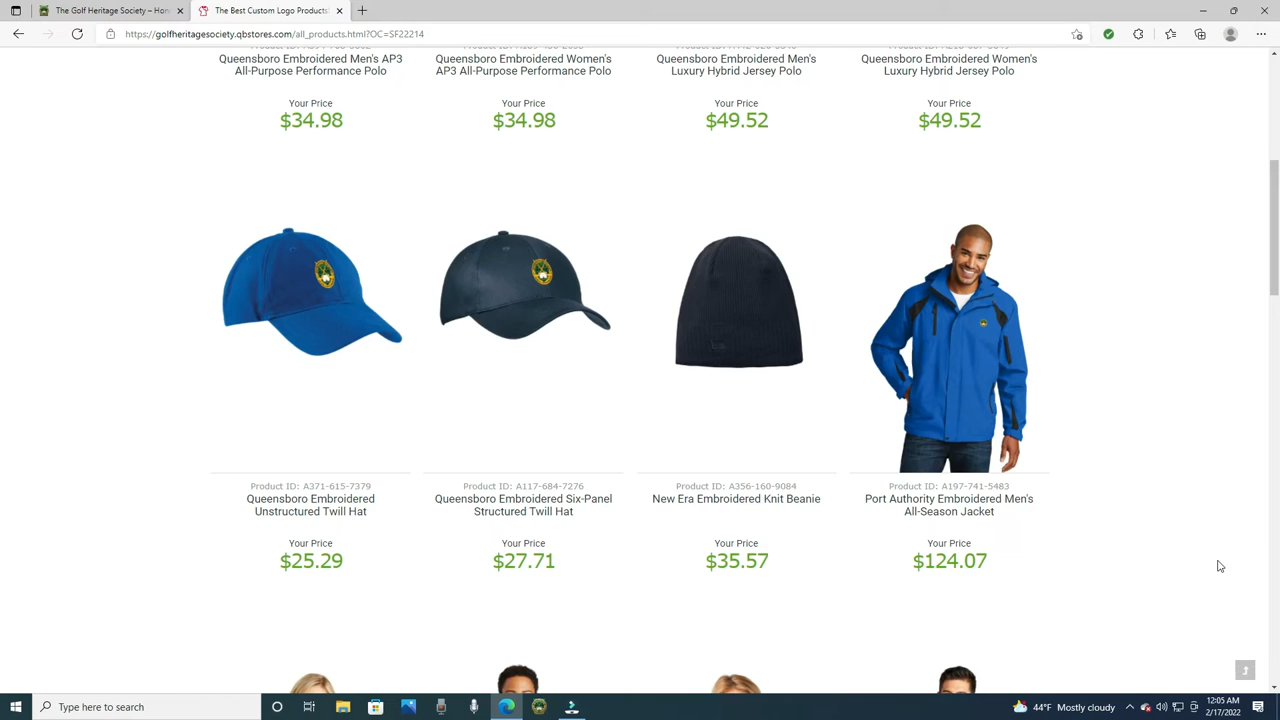 The Golf Heritage Society – Hon
The Best Custom Logo Products
https://golfheritagesociety.qbstores.com/all_products.html?OC=SF22214
Queensboro Embroidered Men's AP3
All-Purpose Performance Polo
Your Price
$34.98
Queensboro Embroidered Women's
AP3 All-Purpose Performance Polo
Your Price
$34.98
Queensboro Embroidered Men's
Luxury Hybrid Jersey Polo
Your Price
$49.52
Queensboro Embroidered Women's
Luxury Hybrid Jersey Polo
Your Price
$49.52
Product ID: A371-615-7379
Queensboro Embroidered
Unstructured Twill Hat
Your Price
$25.29
Product ID: A117-684-7276
Queensboro Embroidered Six-Panel
Structured Twill Hat
Your Price
$27.71
Product ID: A356-160-9084
New Era Embroidered Knit Beanie
Your Price
$35.57
Product ID: A197-741-5483
Port Authority Embroidered Men's
All-Season Jacket
Your Price
$124.07
Type here to search
44°F Mostly cloudy
12:05 AM
2/17/2022